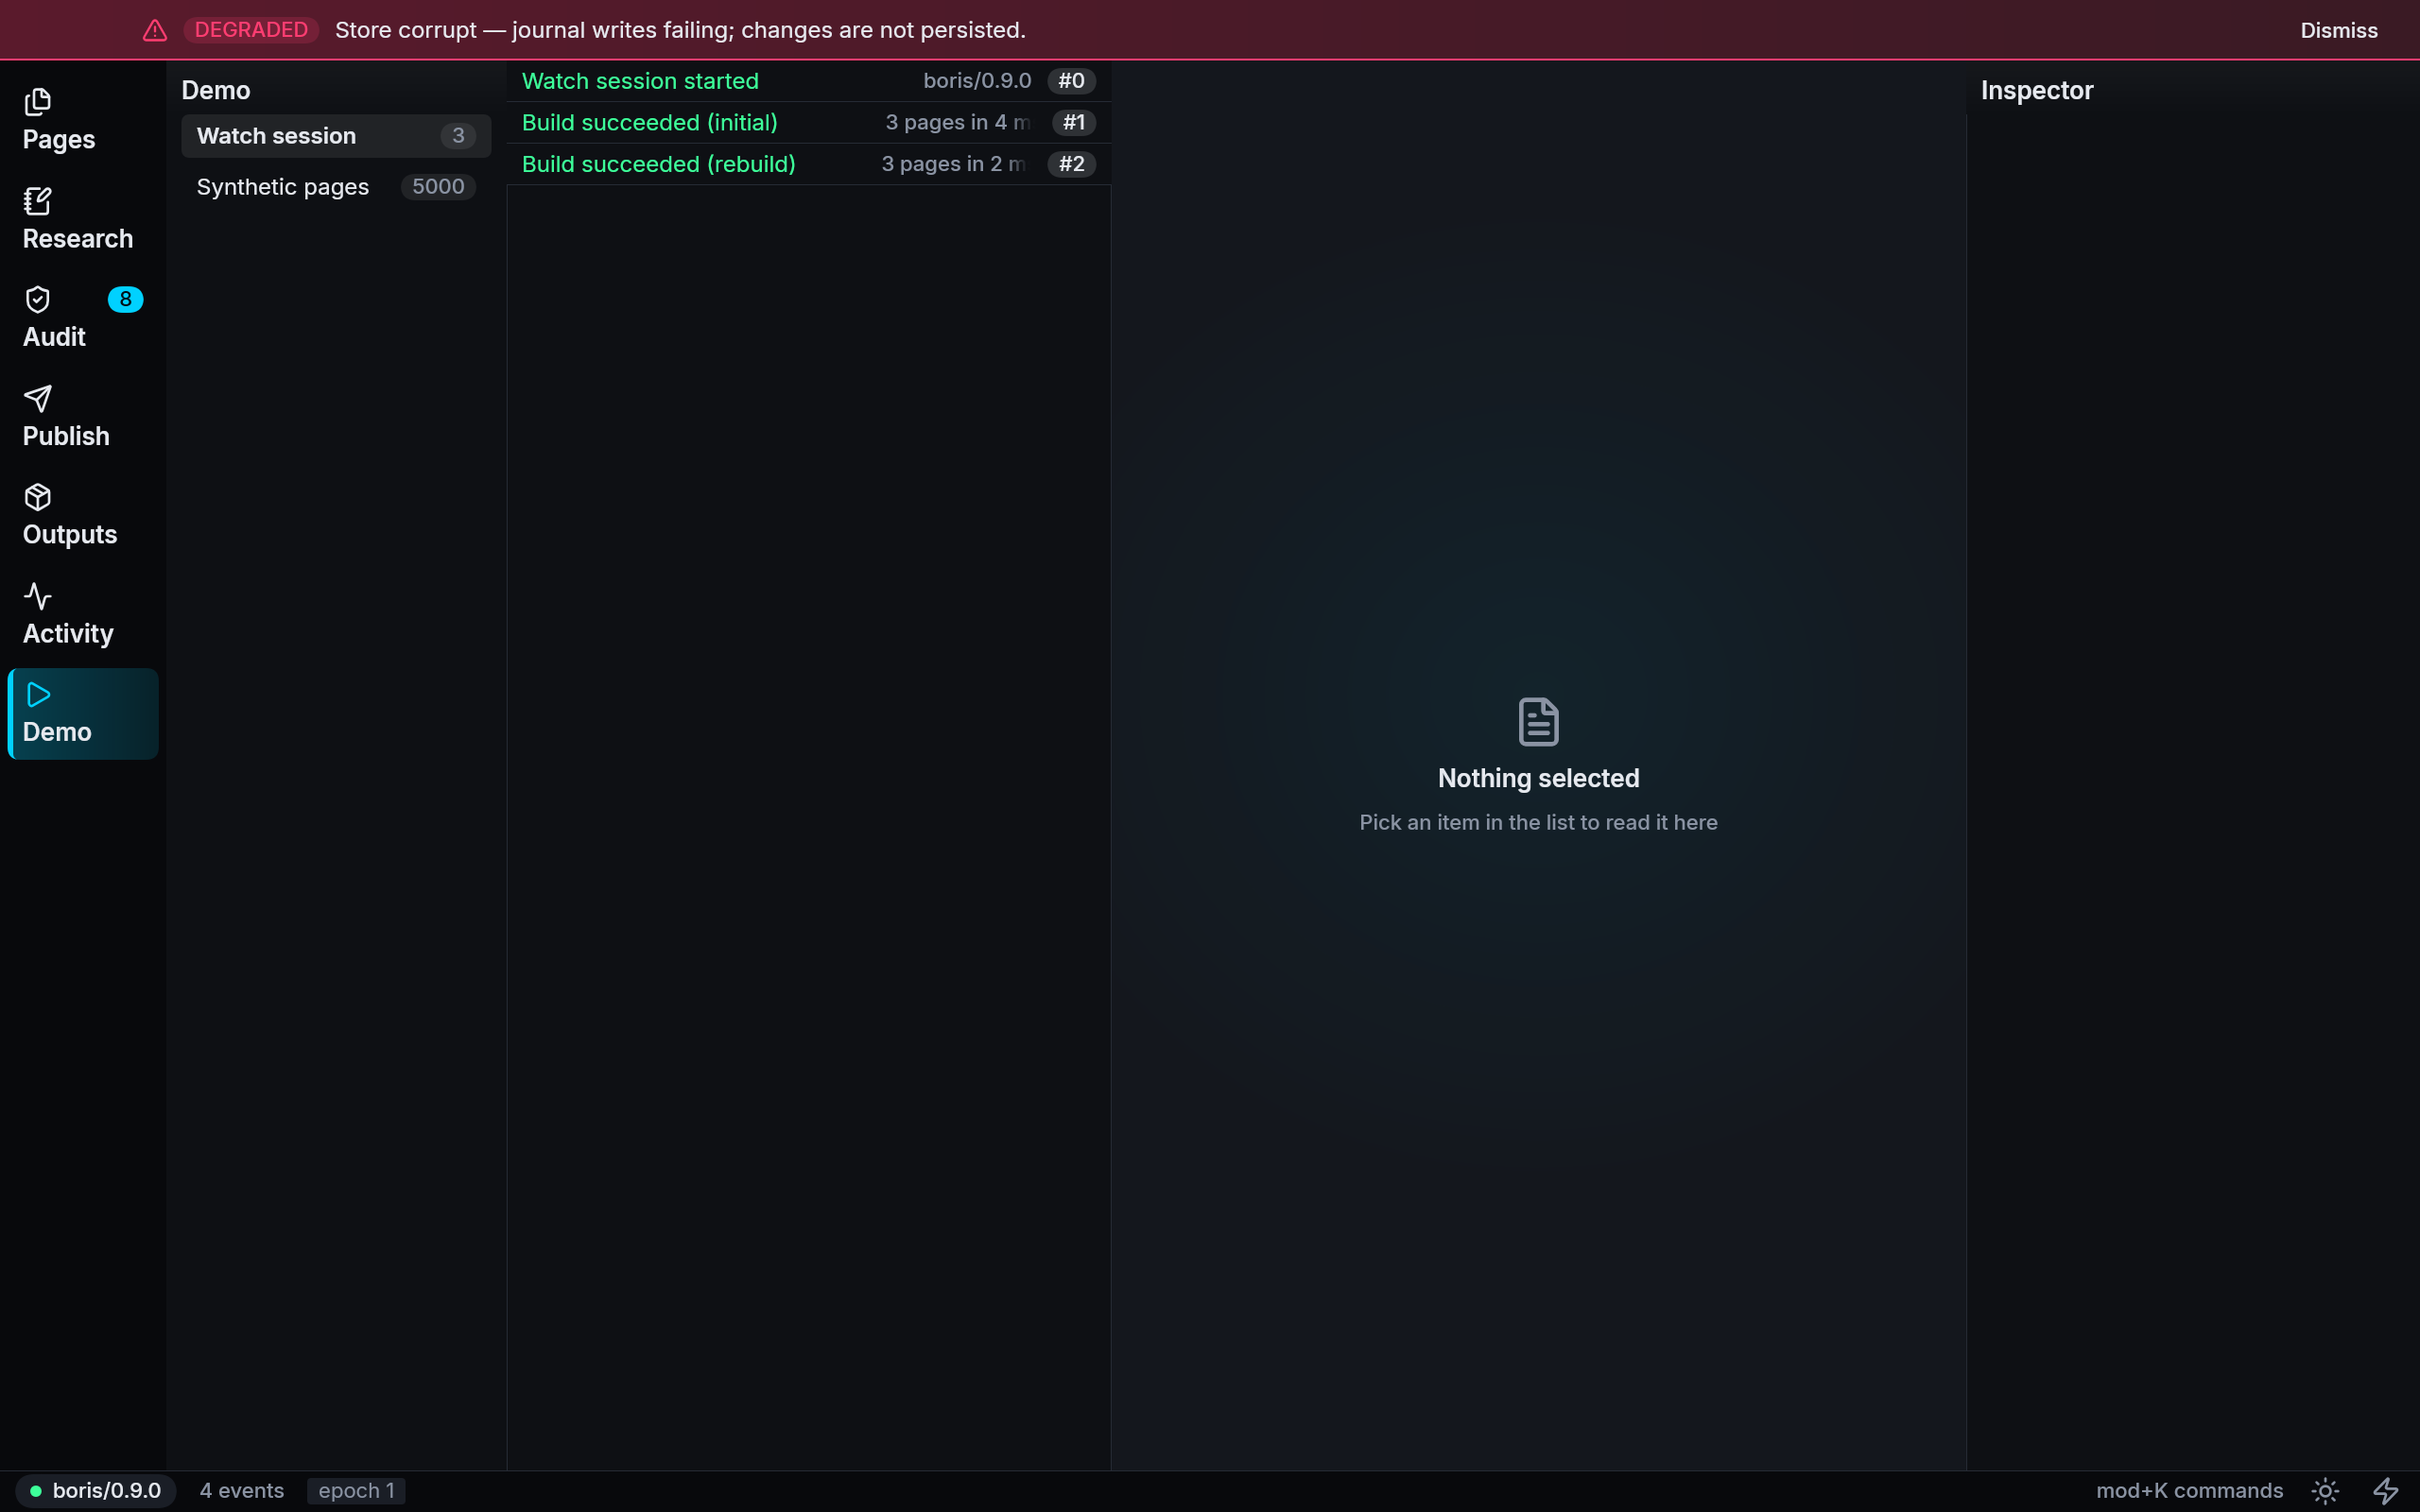 DEGRADED Store corrupt — journal writes failing; changes are not persisted. Dismiss
Pages
Research
Audit 8
Publish
Outputs
Activity
Demo
Demo
Watch session 3
Synthetic pages 5000
Watch session started boris/0.9.0 #0
Build succeeded (initial) 3 pages in 4 m #1
Build succeeded (rebuild) 3 pages in 2 m #2
Nothing selected
Pick an item in the list to read it here
Inspector
boris/0.9.0 4 events epoch 1 mod+K commands